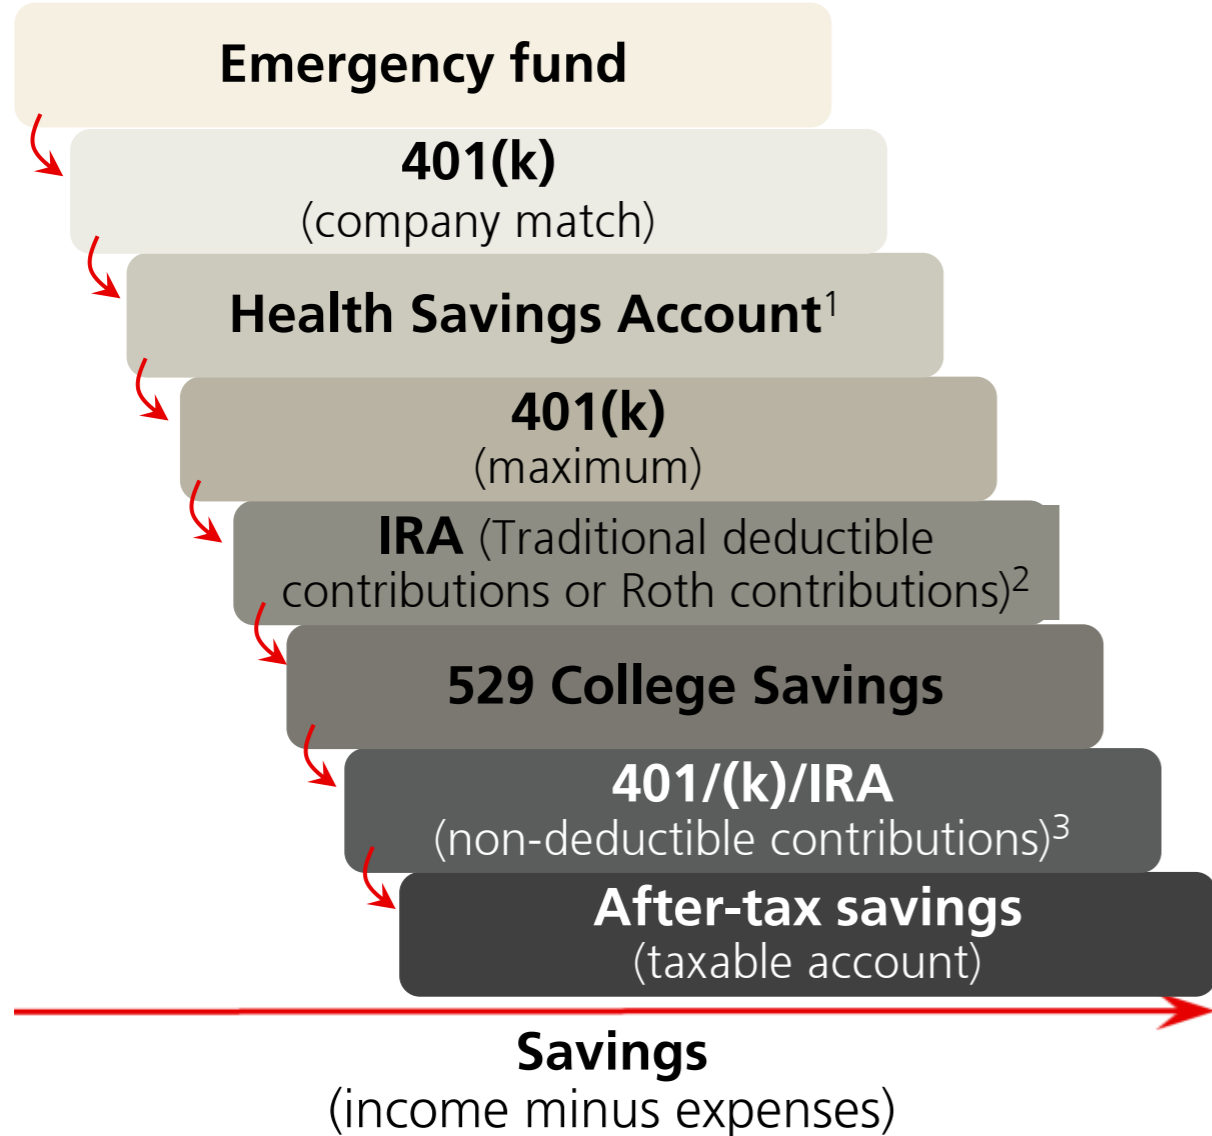 Emergency fund
401(k)
(company match)
Health Savings Account¹
401(k)
(maximum)
IRA (Traditional deductible
contributions or Roth contributions)²
529 College Savings
401/(k)/IRA
(non-deductible contributions)³
After-tax savings
(taxable account)
Savings
(income minus expenses)